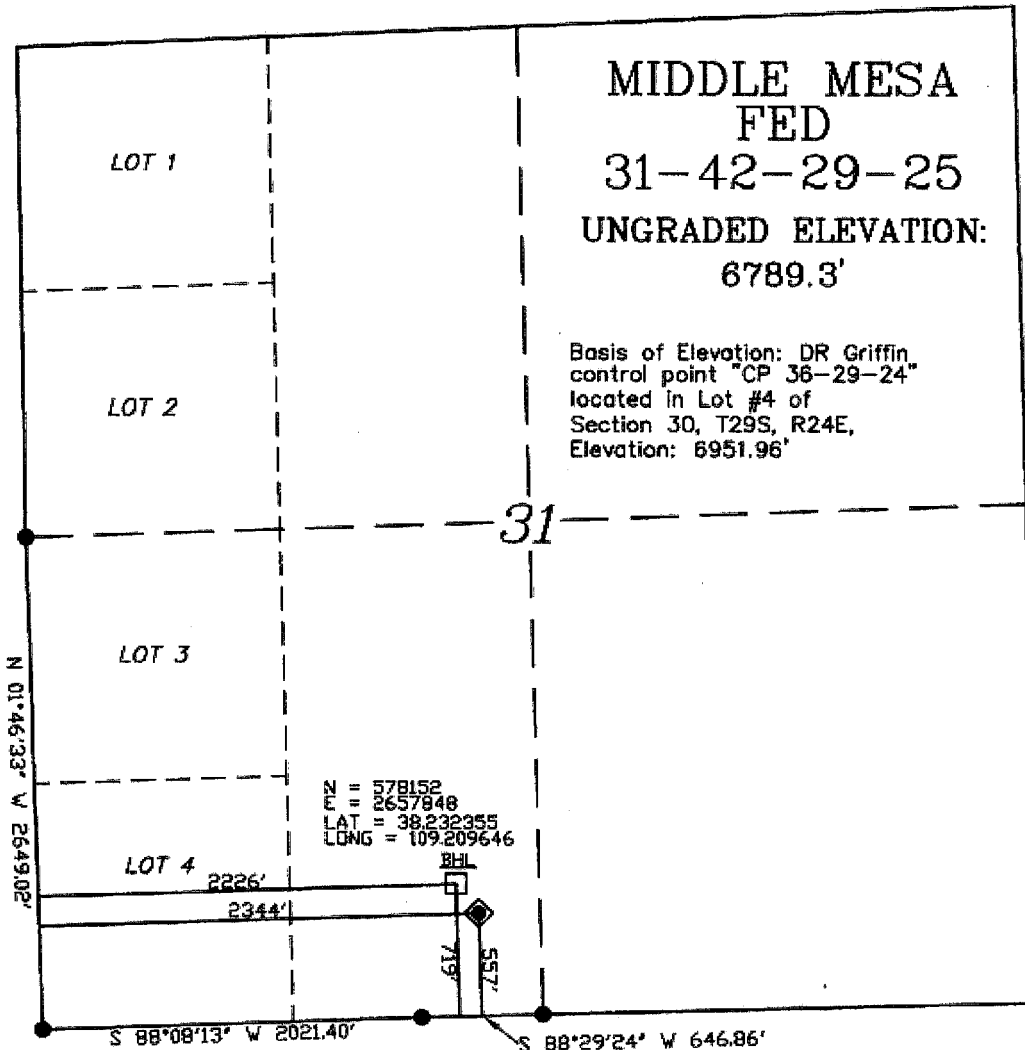 MIDDLE MESA
FED
31-42-29-25
UNGRADED ELEVATION:
6789.3'
LOT 1
Basis of Elevation: DR Griffin
control point "CP 36-29-24"
located in Lot #4 of
Section 30, T29S, R24E,
Elevation: 6951.96'
LOT 2
31
LOT 3
N 01°46'33" W 2649.02'
N = 578152
E = 2657848
LAT = 38.232355
LONG = 109.209646
BHL
LOT 4
2226'
2344'
719'
557'
S 88°08'13" W 2021.40'
S 88°29'24" W 646.86'